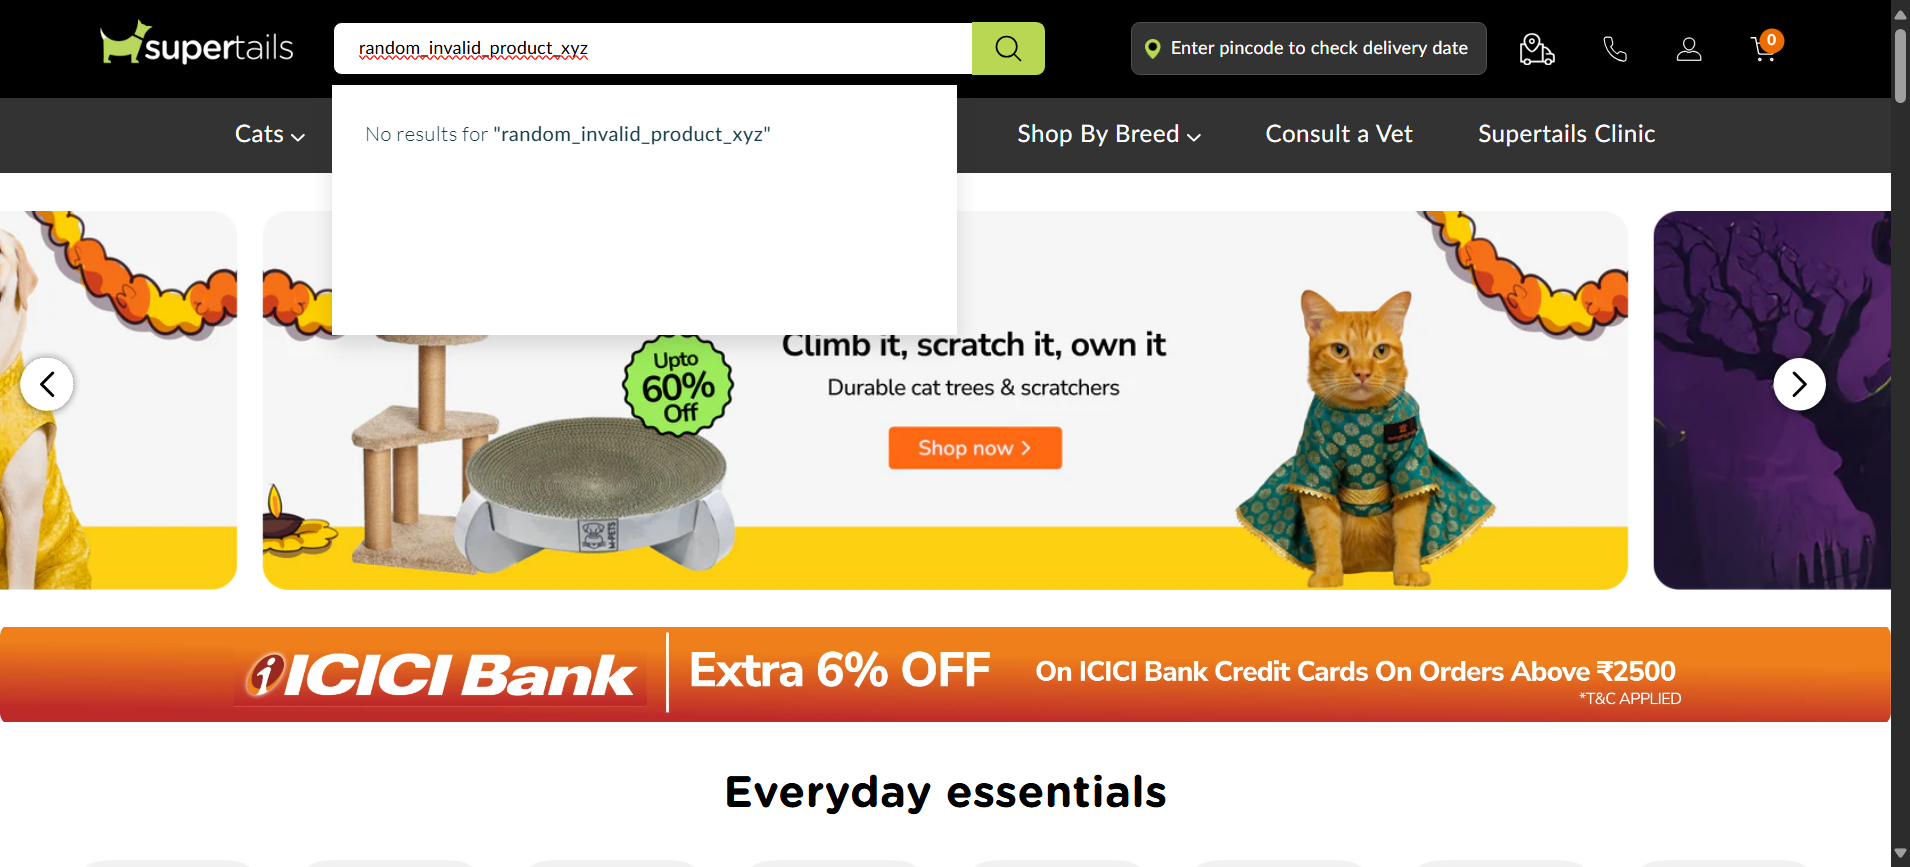 supertails
random_invalid_product_xyz
Enter pincode to check delivery date
0
Cats
Shop By Breed
Consult a Vet
Supertails Clinic
No results for "random_invalid_product_xyz"
Upto
60%
Off
Climb it, scratch it, own it
Durable cat trees & scratchers
Shop now >
M-PETS
ICICI Bank
Extra 6% OFF
On ICICI Bank Credit Cards On Orders Above ₹2500
*T&C APPLIED
Everyday essentials